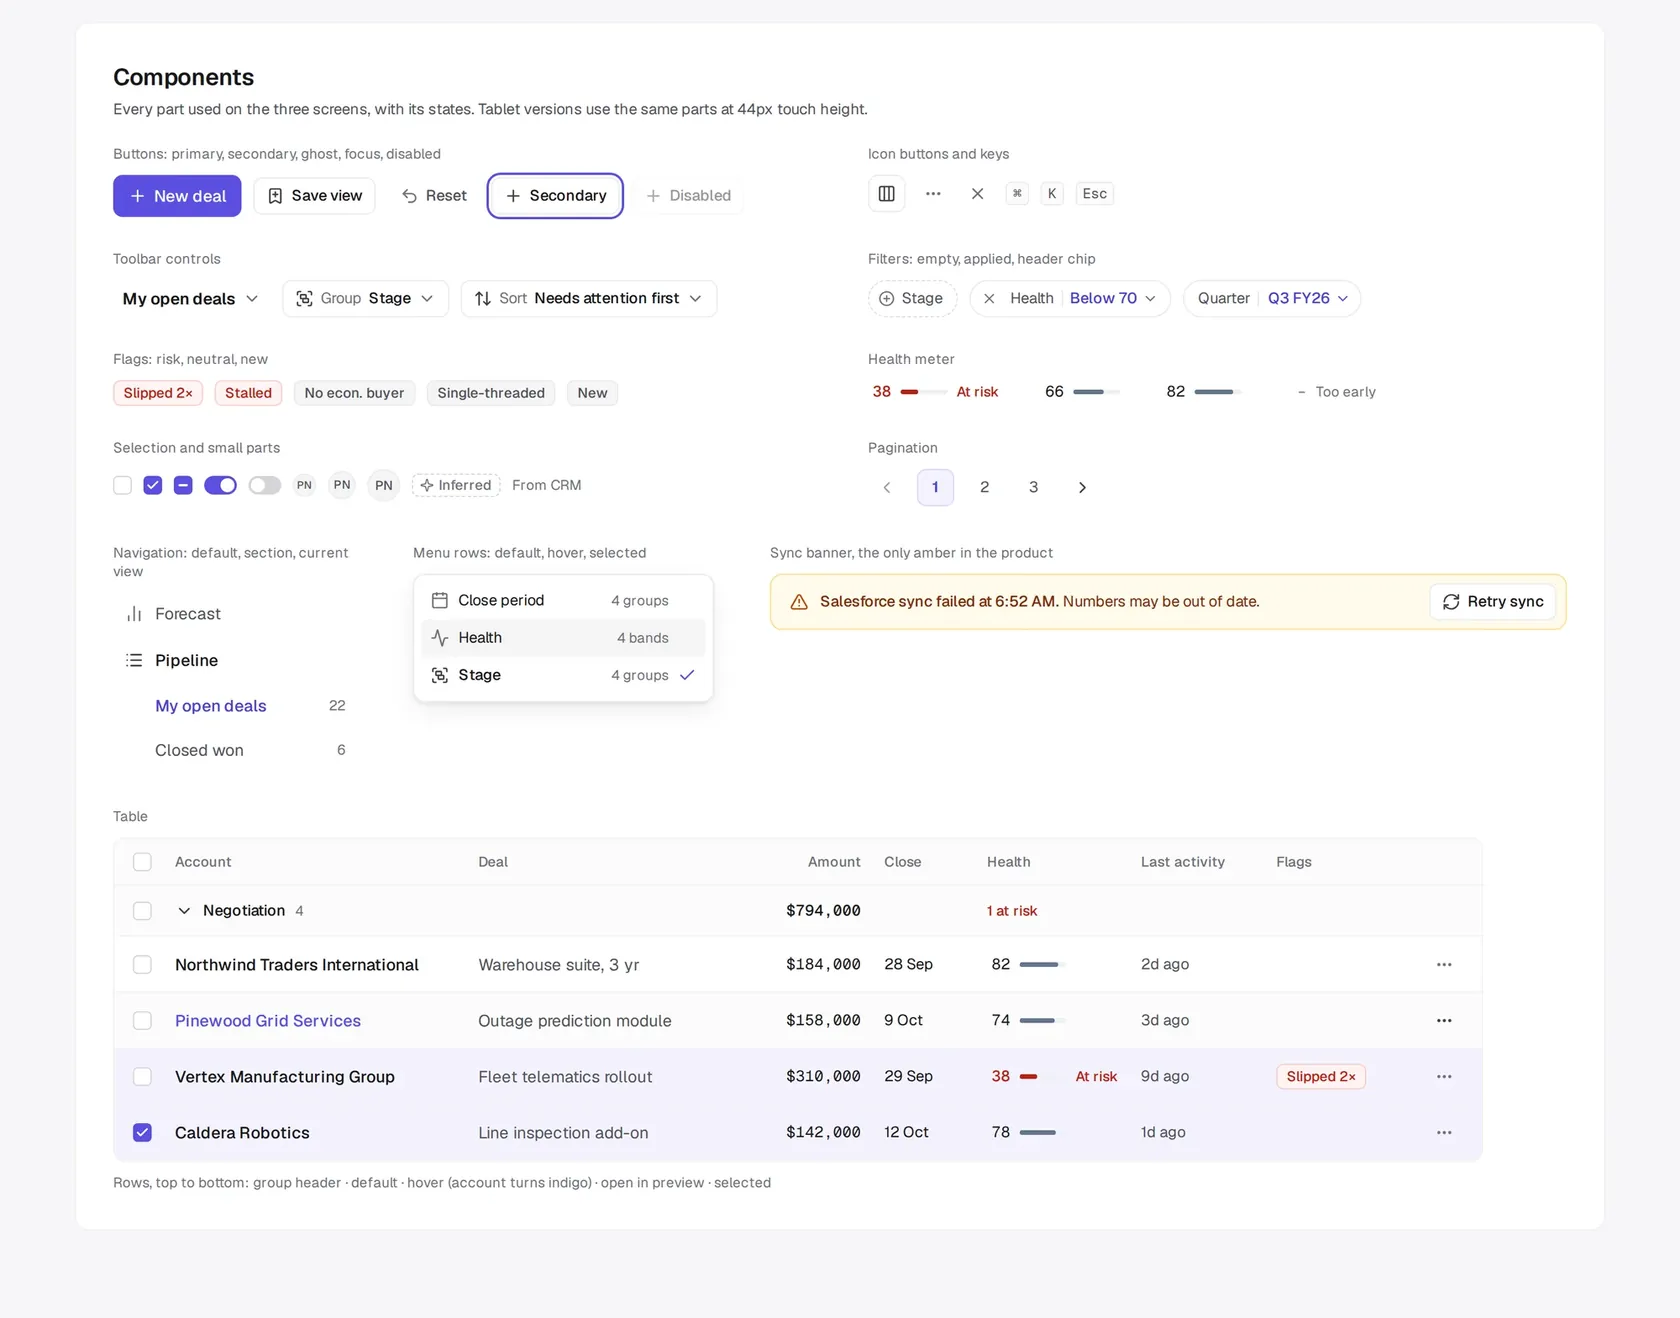 Components
Every part used on the three screens, with its states. Tablet versions use the same parts at 44px touch height.
Buttons: primary, secondary, ghost, focus, disabled
New deal
Save view
Reset
Secondary
Disabled
Icon buttons and keys
⌘
K
Esc
Toolbar controls
My open deals
Group Stage
Sort Needs attention first
Filters: empty, applied, header chip
Stage
Health Below 70
Quarter Q3 FY26
Flags: risk, neutral, new
Slipped 2×
Stalled
No econ. buyer
Single-threaded
New
Health meter
38 At risk
66
82
– Too early
Selection and small parts
PN
PN
PN
Inferred
From CRM
Pagination
1
2
3
Navigation: default, section, current
view
Forecast
Pipeline
My open deals 22
Closed won 6
Menu rows: default, hover, selected
Close period 4 groups
Health 4 bands
Stage 4 groups
Sync banner, the only amber in the product
Salesforce sync failed at 6:52 AM. Numbers may be out of date.
Retry sync
Table
Account Deal Amount Close Health Last activity Flags
Negotiation 4 $794,000 1 at risk
Northwind Traders International Warehouse suite, 3 yr $184,000 28 Sep 82 2d ago
Pinewood Grid Services Outage prediction module $158,000 9 Oct 74 3d ago
Vertex Manufacturing Group Fleet telematics rollout $310,000 29 Sep 38 At risk 9d ago Slipped 2×
Caldera Robotics Line inspection add-on $142,000 12 Oct 78 1d ago
Rows, top to bottom: group header · default · hover (account turns indigo) · open in preview · selected